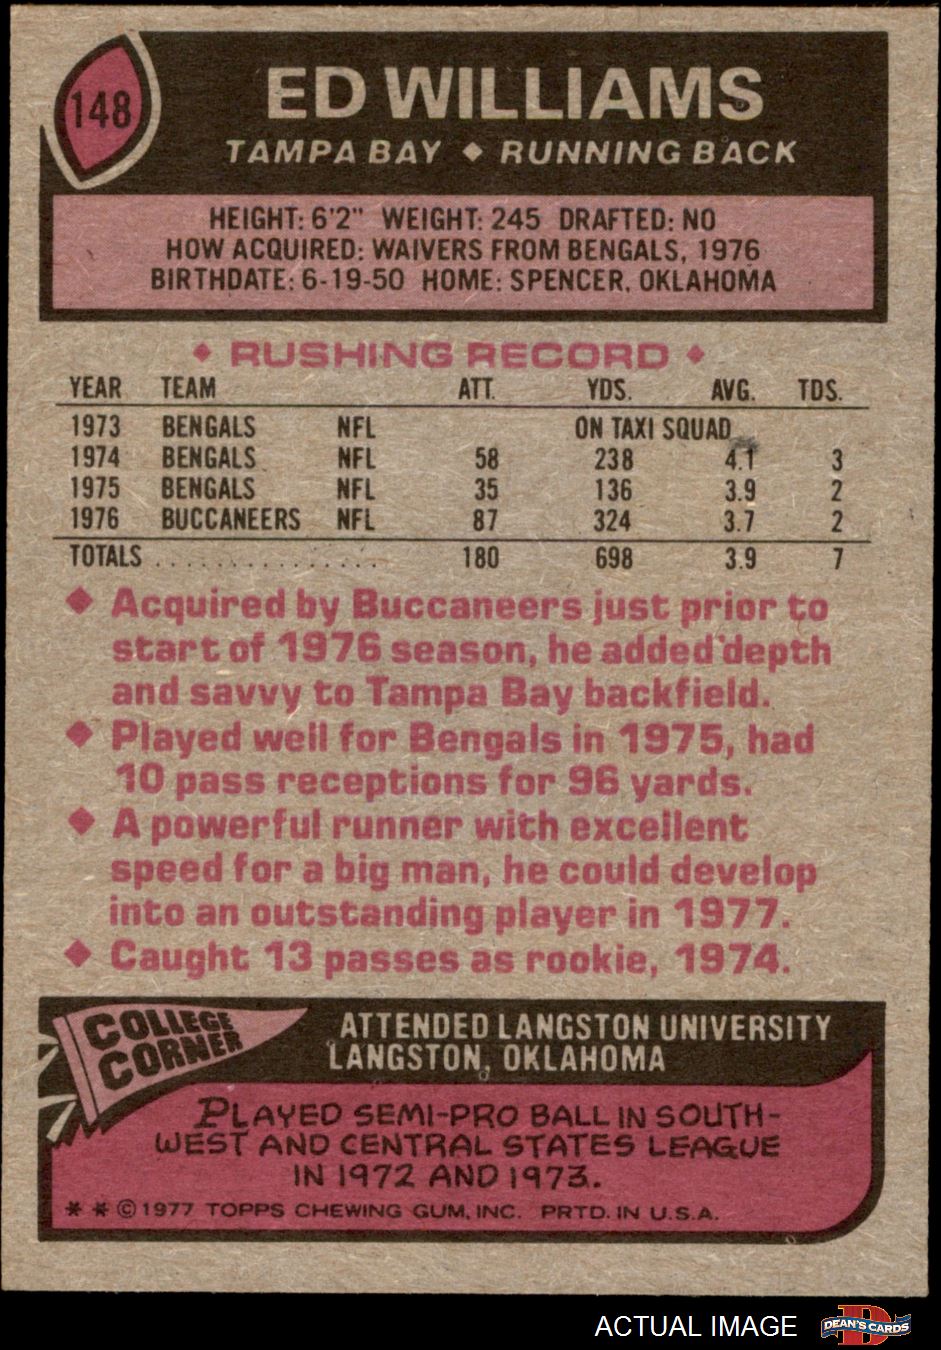 148
ED WILLIAMS
TAMPA BAY ◆ RUNNING BACK
HEIGHT: 6'2" WEIGHT: 245 DRAFTED: NO
HOW ACQUIRED: WAIVERS FROM BENGALS, 1976
BIRTHDATE: 6-19-50 HOME: SPENCER, OKLAHOMA
◆ RUSHING RECORD ◆
YEAR TEAM ATT. YDS. AVG. TDS.
1973 BENGALS NFL ON TAXI SQUAD
1974 BENGALS NFL 58 238 4.1 3
1975 BENGALS NFL 35 136 3.9 2
1976 BUCCANEERS NFL 87 324 3.7 2
TOTALS ............... 180 698 3.9 7
◆ Acquired by Buccaneers just prior to
start of 1976 season, he added depth
and savvy to Tampa Bay backfield.
◆ Played well for Bengals in 1975, had
10 pass receptions for 96 yards.
◆ A powerful runner with excellent
speed for a big man, he could develop
into an outstanding player in 1977.
◆ Caught 13 passes as rookie, 1974.
COLLEGE
CORNER
ATTENDED LANGSTON UNIVERSITY
LANGSTON, OKLAHOMA
PLAYED SEMI-PRO BALL IN SOUTH-
WEST AND CENTRAL STATES LEAGUE
IN 1972 AND 1973.
* * © 1977 TOPPS CHEWING GUM, INC. PRTD. IN U.S.A.
ACTUAL IMAGE
D
DEAN'S CARDS